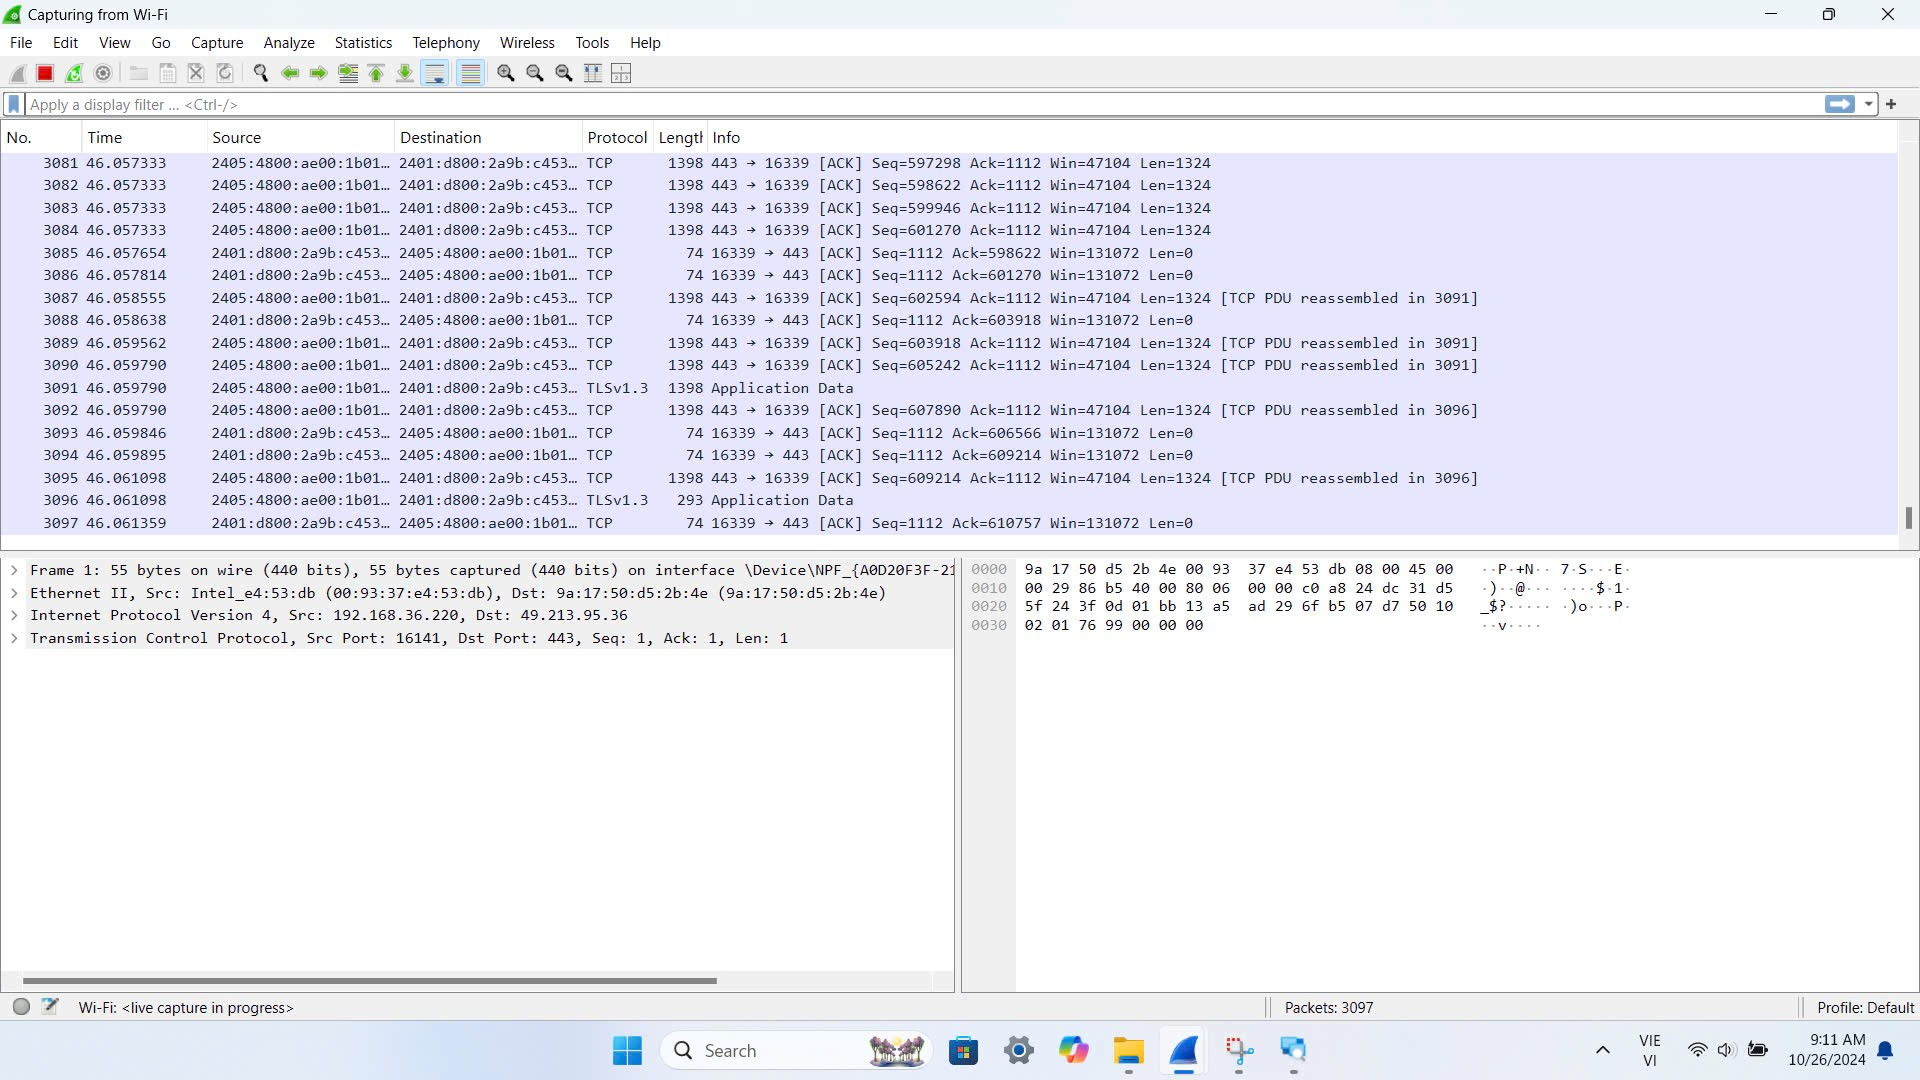 Capturing from Wi-Fi
File Edit View Go Capture Analyze Statistics Telephony Wireless Tools Help
Apply a display filter ... <Ctrl-/>
No. Time Source Destination Protocol Length Info
3081 46.057333 2405:4800:ae00:1b01… 2401:d800:2a9b:c453… TCP 1398 443 → 16339 [ACK] Seq=597298 Ack=1112 Win=47104 Len=1324
3082 46.057333 2405:4800:ae00:1b01… 2401:d800:2a9b:c453… TCP 1398 443 → 16339 [ACK] Seq=598622 Ack=1112 Win=47104 Len=1324
3083 46.057333 2405:4800:ae00:1b01… 2401:d800:2a9b:c453… TCP 1398 443 → 16339 [ACK] Seq=599946 Ack=1112 Win=47104 Len=1324
3084 46.057333 2405:4800:ae00:1b01… 2401:d800:2a9b:c453… TCP 1398 443 → 16339 [ACK] Seq=601270 Ack=1112 Win=47104 Len=1324
3085 46.057654 2401:d800:2a9b:c453… 2405:4800:ae00:1b01… TCP 74 16339 → 443 [ACK] Seq=1112 Ack=598622 Win=131072 Len=0
3086 46.057814 2401:d800:2a9b:c453… 2405:4800:ae00:1b01… TCP 74 16339 → 443 [ACK] Seq=1112 Ack=601270 Win=131072 Len=0
3087 46.058555 2405:4800:ae00:1b01… 2401:d800:2a9b:c453… TCP 1398 443 → 16339 [ACK] Seq=602594 Ack=1112 Win=47104 Len=1324 [TCP PDU reassembled in 3091]
3088 46.058638 2401:d800:2a9b:c453… 2405:4800:ae00:1b01… TCP 74 16339 → 443 [ACK] Seq=1112 Ack=603918 Win=131072 Len=0
3089 46.059562 2405:4800:ae00:1b01… 2401:d800:2a9b:c453… TCP 1398 443 → 16339 [ACK] Seq=603918 Ack=1112 Win=47104 Len=1324 [TCP PDU reassembled in 3091]
3090 46.059790 2405:4800:ae00:1b01… 2401:d800:2a9b:c453… TCP 1398 443 → 16339 [ACK] Seq=605242 Ack=1112 Win=47104 Len=1324 [TCP PDU reassembled in 3091]
3091 46.059790 2405:4800:ae00:1b01… 2401:d800:2a9b:c453… TLSv1.3 1398 Application Data
3092 46.059790 2405:4800:ae00:1b01… 2401:d800:2a9b:c453… TCP 1398 443 → 16339 [ACK] Seq=607890 Ack=1112 Win=47104 Len=1324 [TCP PDU reassembled in 3096]
3093 46.059846 2401:d800:2a9b:c453… 2405:4800:ae00:1b01… TCP 74 16339 → 443 [ACK] Seq=1112 Ack=606566 Win=131072 Len=0
3094 46.059895 2401:d800:2a9b:c453… 2405:4800:ae00:1b01… TCP 74 16339 → 443 [ACK] Seq=1112 Ack=609214 Win=131072 Len=0
3095 46.061098 2405:4800:ae00:1b01… 2401:d800:2a9b:c453… TCP 1398 443 → 16339 [ACK] Seq=609214 Ack=1112 Win=47104 Len=1324 [TCP PDU reassembled in 3096]
3096 46.061098 2405:4800:ae00:1b01… 2401:d800:2a9b:c453… TLSv1.3 293 Application Data
3097 46.061359 2401:d800:2a9b:c453… 2405:4800:ae00:1b01… TCP 74 16339 → 443 [ACK] Seq=1112 Ack=610757 Win=131072 Len=0
Frame 1: 55 bytes on wire (440 bits), 55 bytes captured (440 bits) on interface \Device\NPF_{A0D20F3F-21
Ethernet II, Src: Intel_e4:53:db (00:93:37:e4:53:db), Dst: 9a:17:50:d5:2b:4e (9a:17:50:d5:2b:4e)
Internet Protocol Version 4, Src: 192.168.36.220, Dst: 49.213.95.36
Transmission Control Protocol, Src Port: 16141, Dst Port: 443, Seq: 1, Ack: 1, Len: 1
0000 9a 17 50 d5 2b 4e 00 93 37 e4 53 db 08 00 45 00 ··P·+N·· 7·S···E·
0010 00 29 86 b5 40 00 80 06 00 00 c0 a8 24 dc 31 d5 ·)··@··· ····$·1·
0020 5f 24 3f 0d 01 bb 13 a5 ad 29 6f b5 07 d7 50 10 _$?····· ·)o···P·
0030 02 01 76 99 00 00 00 ··v····
Wi-Fi: <live capture in progress>
Packets: 3097
Profile: Default
Search
VIE
VI
9:11 AM
10/26/2024